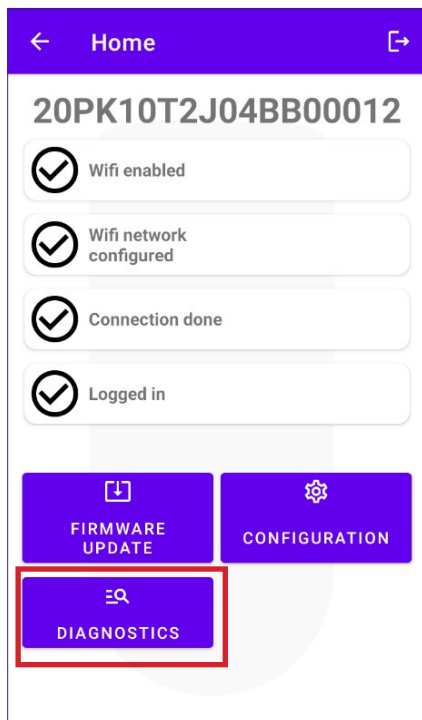 Home
20PK10T2J04BB00012
Wifi enabled
Wifi network
configured
Connection done
Logged in
FIRMWARE
UPDATE
CONFIGURATION
DIAGNOSTICS